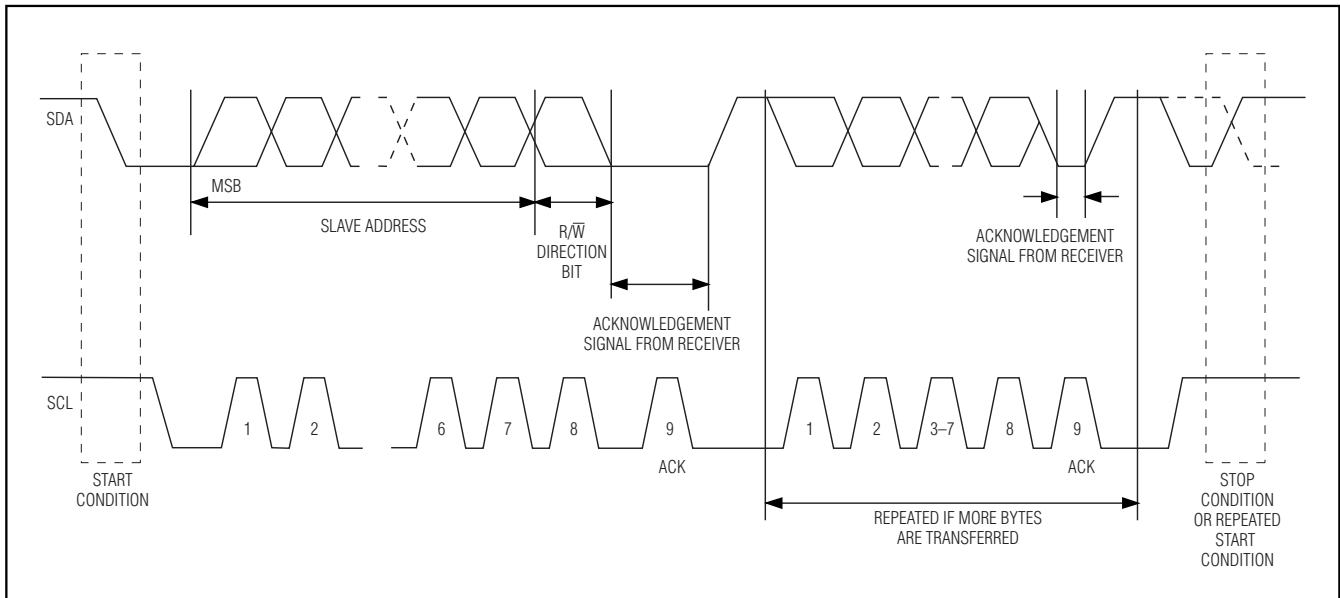 SDA
MSB
SLAVE ADDRESS
R/W̅
DIRECTION
BIT
ACKNOWLEDGEMENT
SIGNAL FROM RECEIVER
ACKNOWLEDGEMENT
SIGNAL FROM RECEIVER
SCL
1 2 6 7 8 9 1 2 3–7 8 9
ACK ACK
START
CONDITION
REPEATED IF MORE BYTES
ARE TRANSFERRED
STOP
CONDITION
OR REPEATED
START
CONDITION